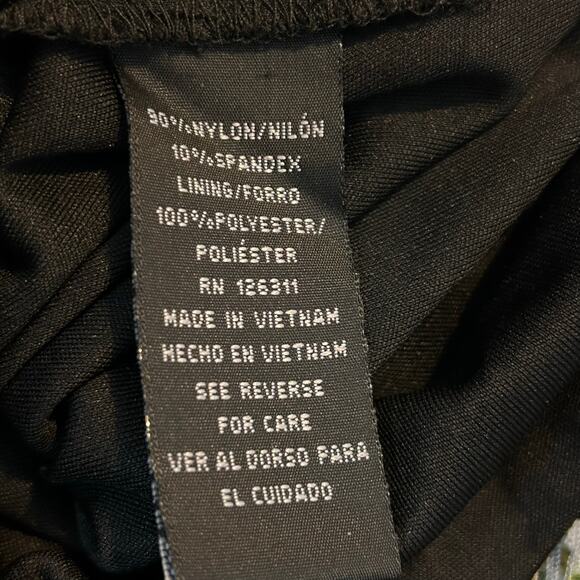 90%NYLON/NILÓN
10%SPANDEX
LINING/FORRO
100%POLYESTER/
POLIÉSTER
RN 126311
MADE IN VIETNAM
HECHO EN VIETNAM
SEE REVERSE
FOR CARE
VER AL DORSO PARA
EL CUIDADO